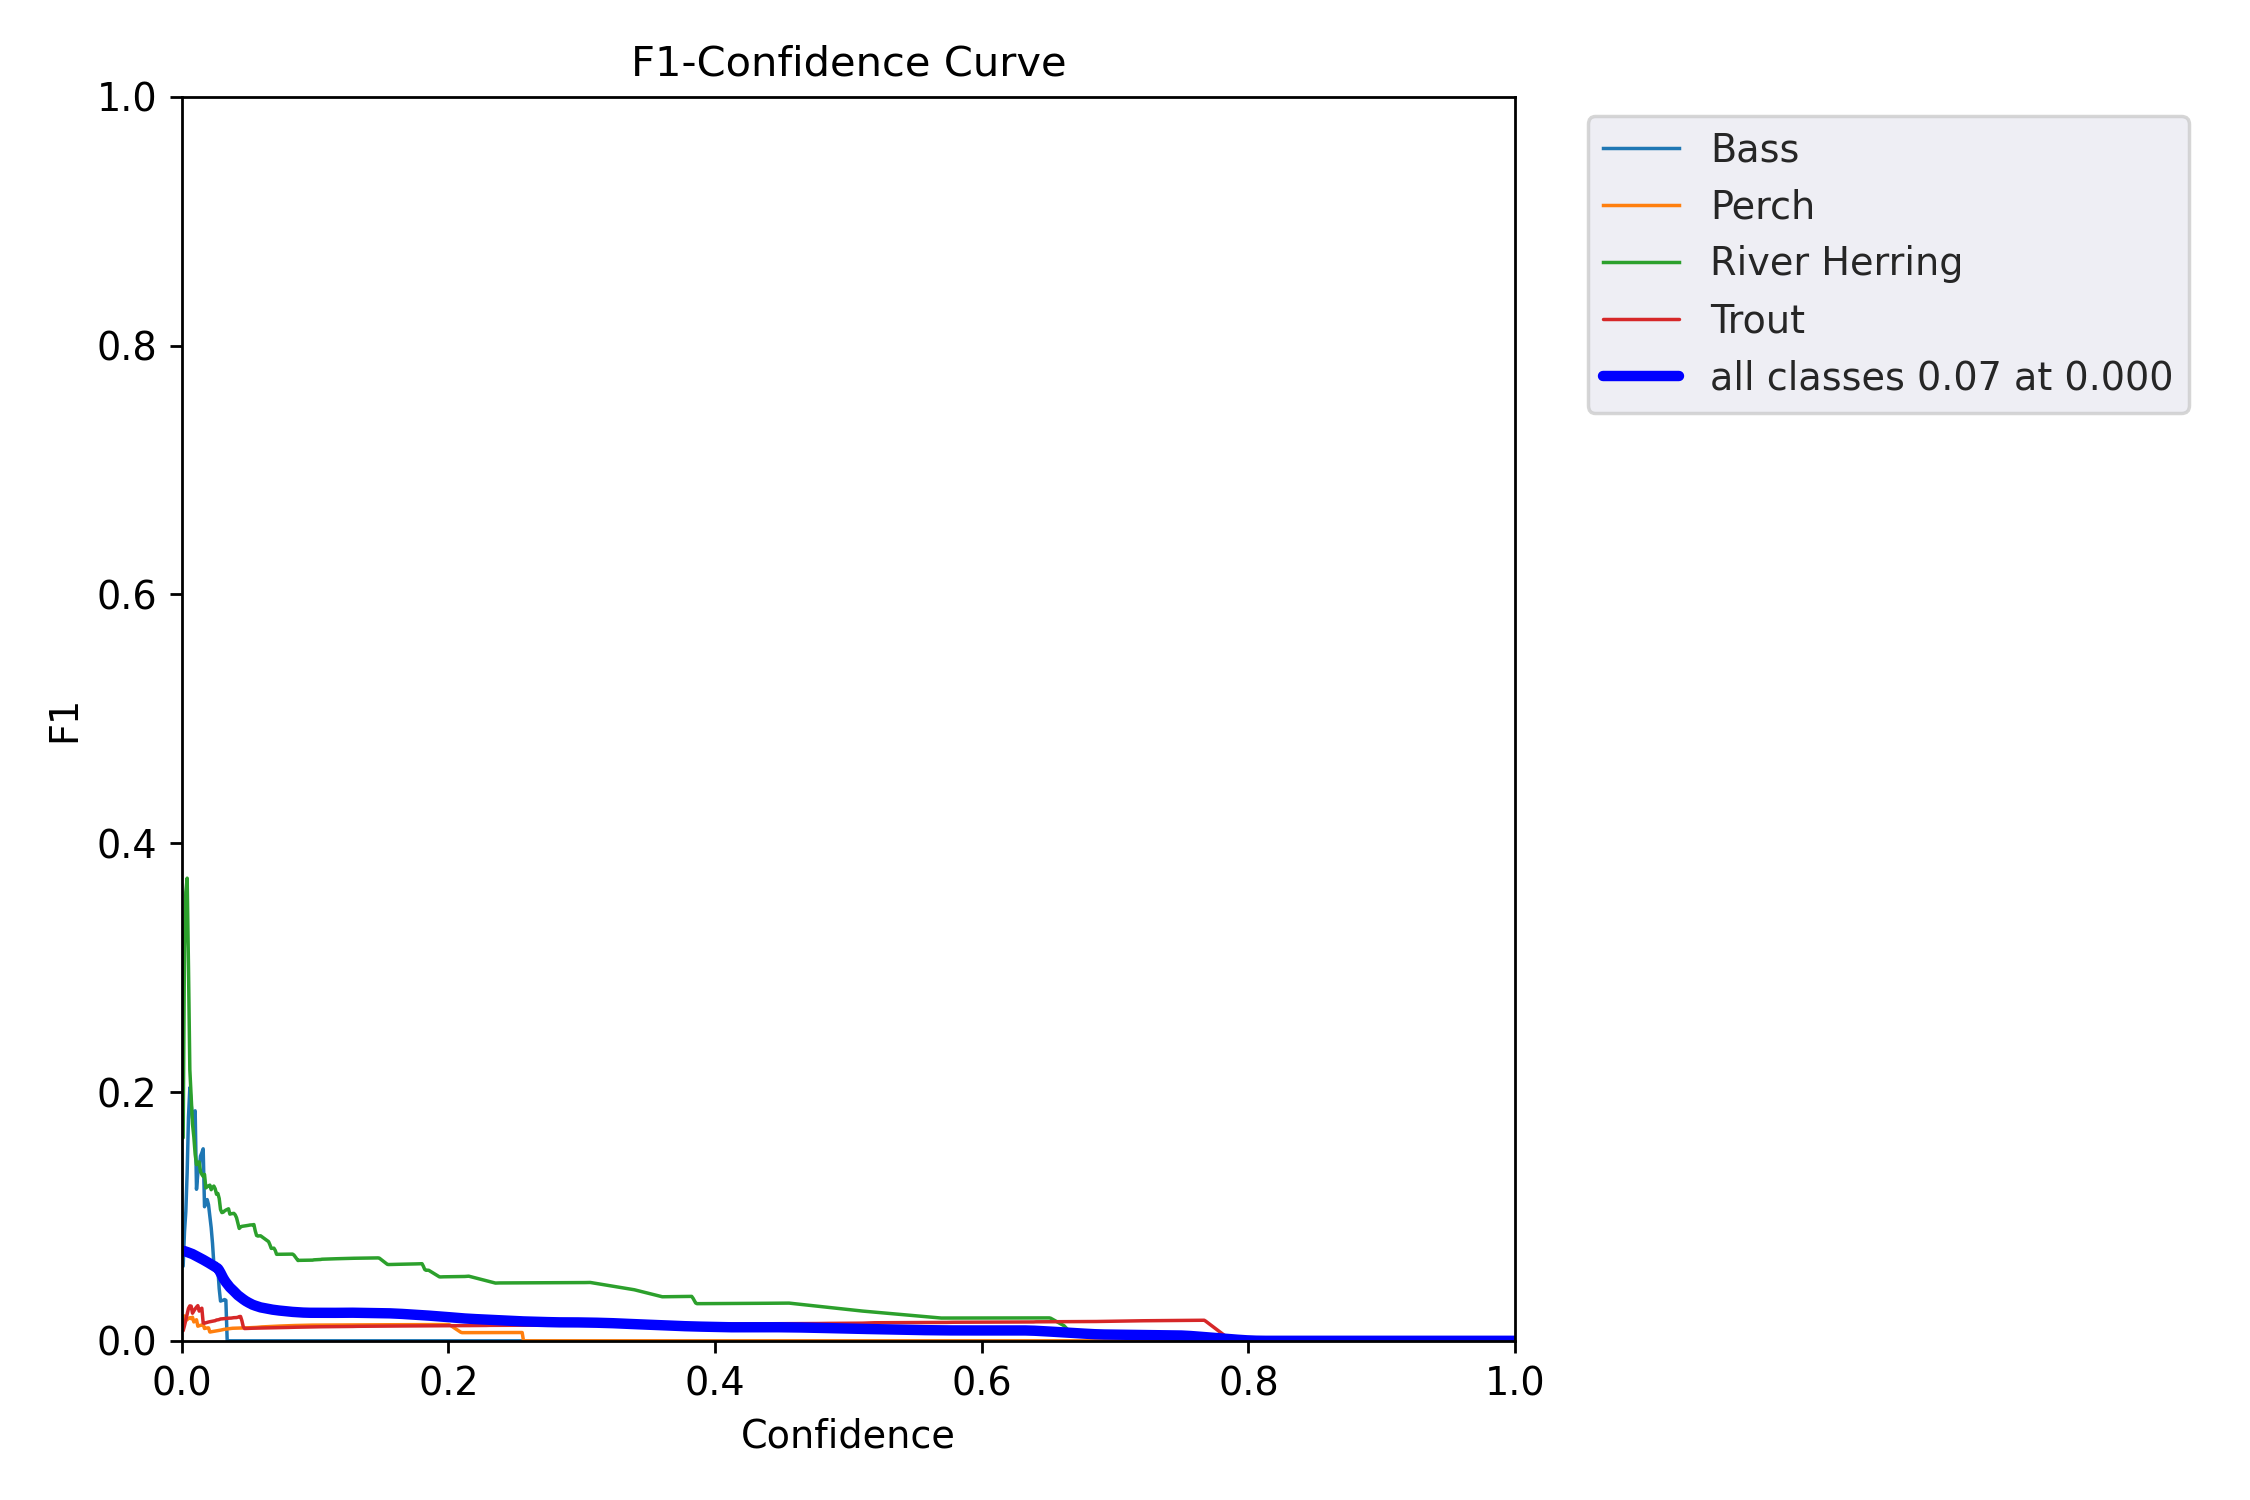 F1-Confidence Curve
1.0
0.8
0.6
0.4
0.2
0.0
F1
0.0 0.2 0.4 0.6 0.8 1.0
Confidence
Bass
Perch
River Herring
Trout
all classes 0.07 at 0.000